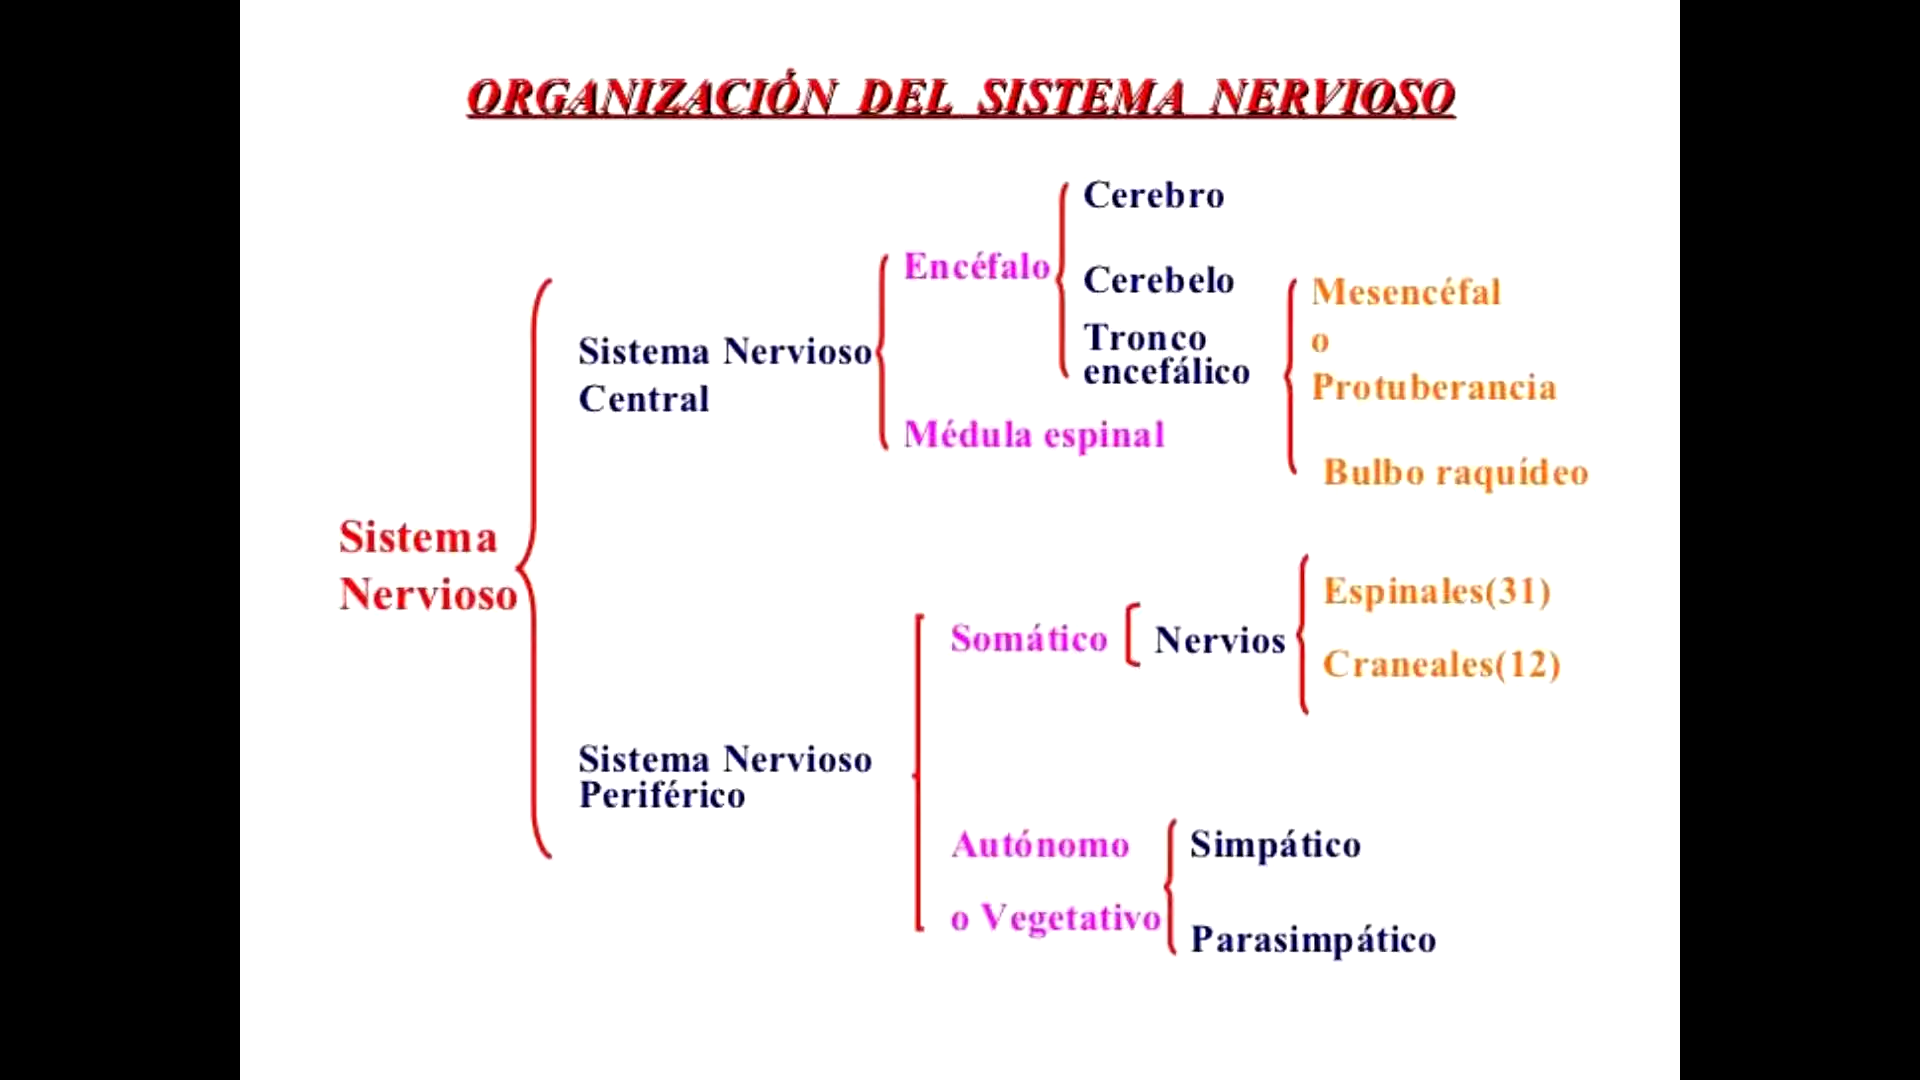 ORGANIZACIÓN DEL SISTEMA NERVIOSO
Sistema
Nervioso
Sistema Nervioso
Central
Encéfalo
Cerebro
Cerebelo
Tronco
encefálico
Mesencéfal
o
Protuberancia
Bulbo raquídeo
Médula espinal
Sistema Nervioso
Periférico
Somático
Nervios
Espinales(31)
Craneales(12)
Autónomo
o Vegetativo
Simpático
Parasimpático